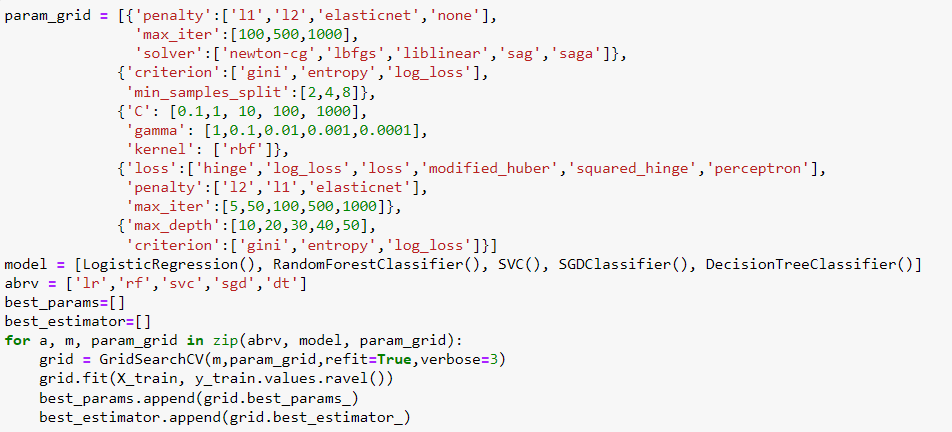 param_grid = [{'penalty':['l1','l2','elasticnet','none'],
               'max_iter':[100,500,1000],
               'solver':['newton-cg','lbfgs','liblinear','sag','saga']},
             {'criterion':['gini','entropy','log_loss'],
              'min_samples_split':[2,4,8]},
             {'C': [0.1,1, 10, 100, 1000],
              'gamma': [1,0.1,0.01,0.001,0.0001],
              'kernel': ['rbf']},
             {'loss':['hinge','log_loss','loss','modified_huber','squared_hinge','perceptron'],
              'penalty':['l2','l1','elasticnet'],
              'max_iter':[5,50,100,500,1000]},
             {'max_depth':[10,20,30,40,50],
              'criterion':['gini','entropy','log_loss']}]
model = [LogisticRegression(), RandomForestClassifier(), SVC(), SGDClassifier(), DecisionTreeClassifier()]
abrv = ['lr','rf','svc','sgd','dt']
best_params=[]
best_estimator=[]
for a, m, param_grid in zip(abrv, model, param_grid):
    grid = GridSearchCV(m,param_grid,refit=True,verbose=3)
    grid.fit(X_train, y_train.values.ravel())
    best_params.append(grid.best_params_)
    best_estimator.append(grid.best_estimator_)